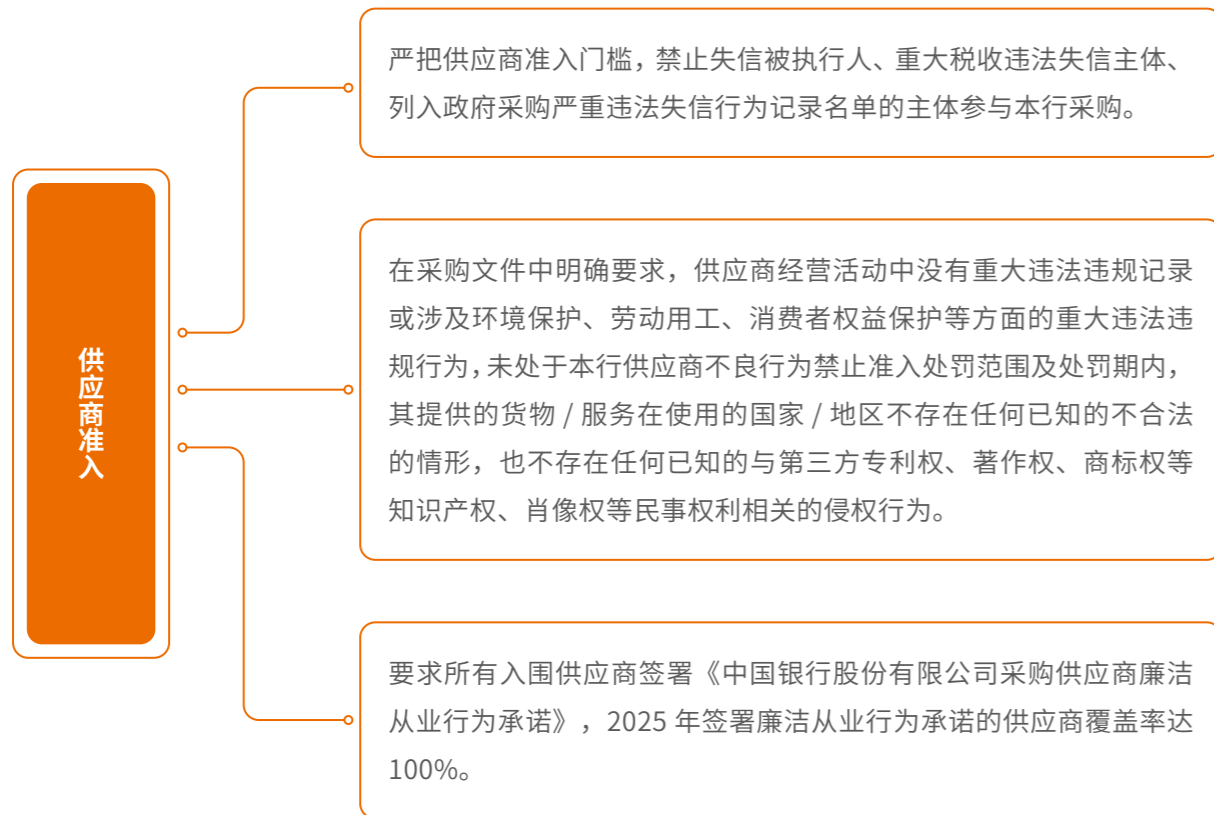 供应商准入
严把供应商准入门槛，禁止失信被执行人、重大税收违法失信主体、
列入政府采购严重违法失信行为记录名单的主体参与本行采购。
在采购文件中明确要求，供应商经营活动中没有重大违法违规记录
或涉及环境保护、劳动用工、消费者权益保护等方面的重大违法违
规行为，未处于本行供应商不良行为禁止准入处罚范围及处罚期内，
其提供的货物 / 服务在使用的国家 / 地区不存在任何已知的不合法
的情形，也不存在任何已知的与第三方专利权、著作权、商标权等
知识产权、肖像权等民事权利相关的侵权行为。
要求所有入围供应商签署《中国银行股份有限公司采购供应商廉洁
从业行为承诺》，2025 年签署廉洁从业行为承诺的供应商覆盖率达
100%。